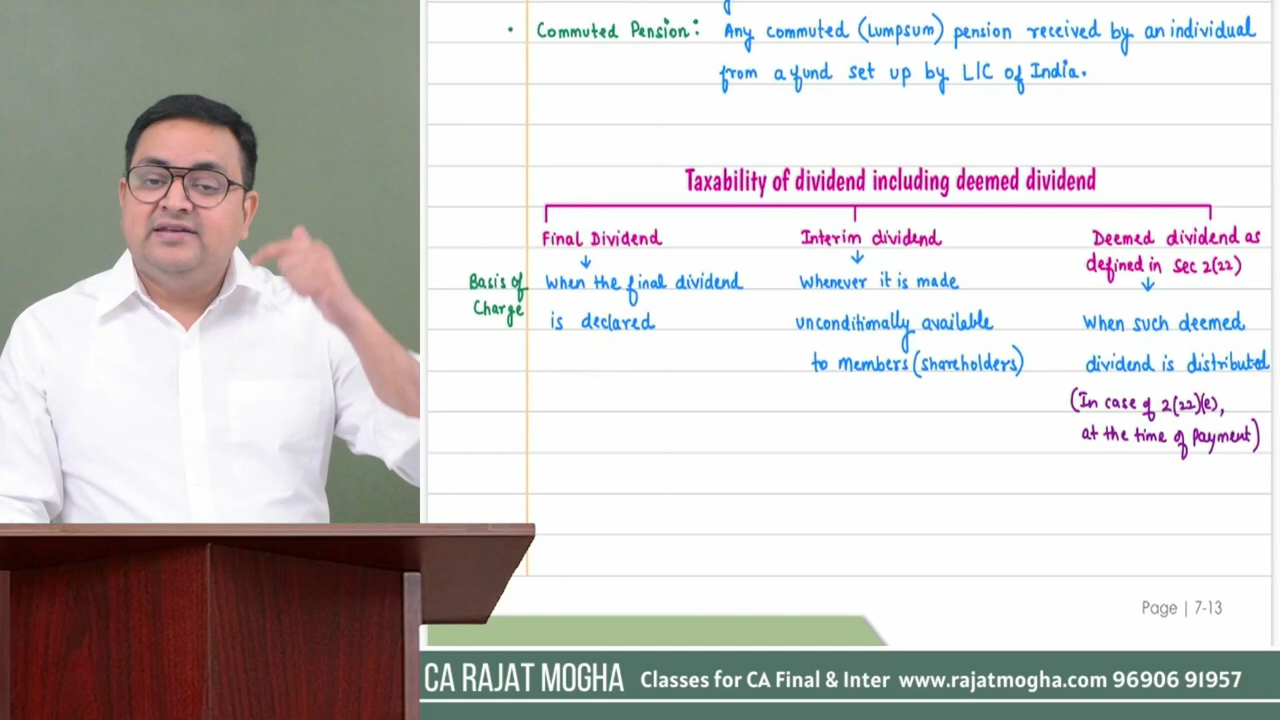 • Commuted Pension: Any commuted (Lumpsum) pension received by an individual
from a fund set up by LIC of India.
Taxability of dividend including deemed dividend
Final Dividend
Interim dividend
Deemed dividend as
defined in Sec 2(22)
Basis of
Charge
When the final dividend
is declared
Whenever it is made
unconditionally available
to members (shareholders)
When such deemed
dividend is distributed
(In case of 2(22)(e),
at the time of payment)
Page | 7-13
CA RAJAT MOGHA Classes for CA Final & Inter www.rajatmogha.com 96906 91957